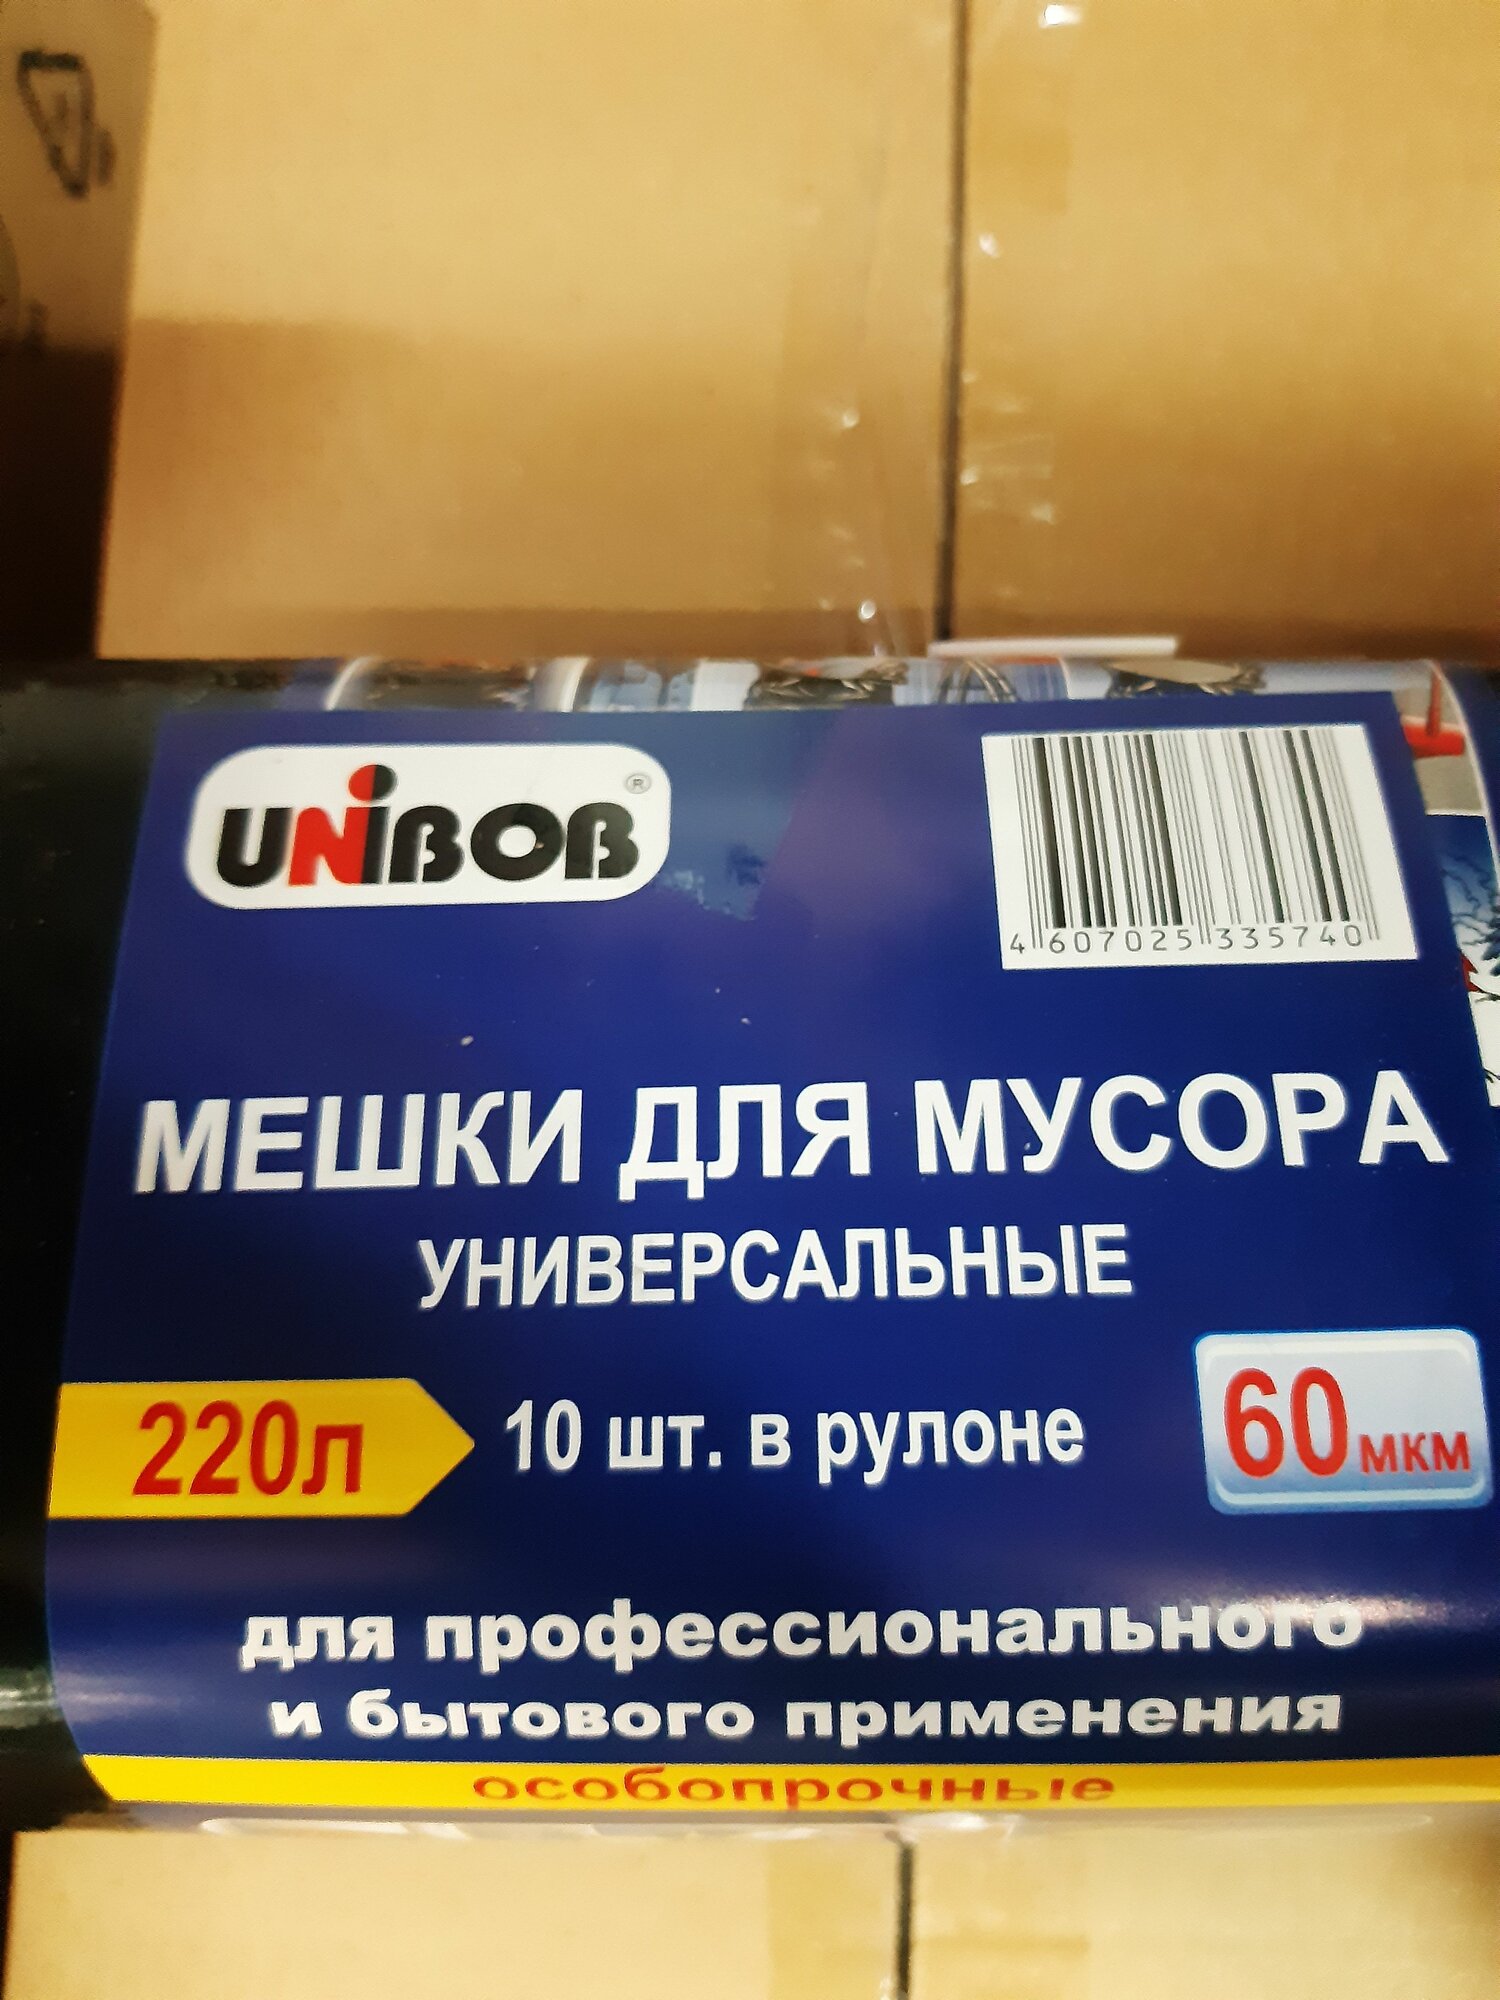 UNIBOB®
4 607025 335740
МЕШКИ ДЛЯ МУСОРА
УНИВЕРСАЛЬНЫЕ
220л
10 шт. в рулоне
60мкм
для профессионального
и бытового применения
особопрочные